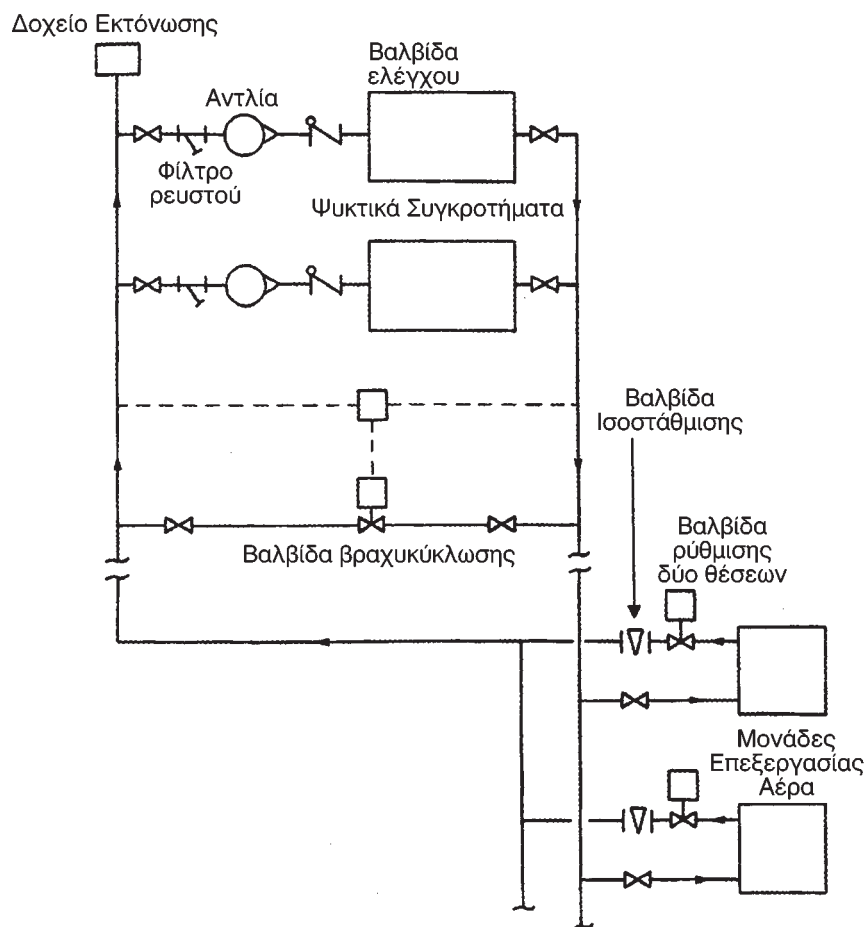 Δοχείο Εκτόνωσης
Βαλβίδα
ελέγχου
Αντλία
Φίλτρο
ρευστού
Ψυκτικά Συγκροτήματα
Βαλβίδα
Ισοστάθμισης
Βαλβίδα
ρύθμισης
δύο θέσεων
Βαλβίδα βραχυκύκλωσης
Μονάδες
Επεξεργασίας
Αέρα